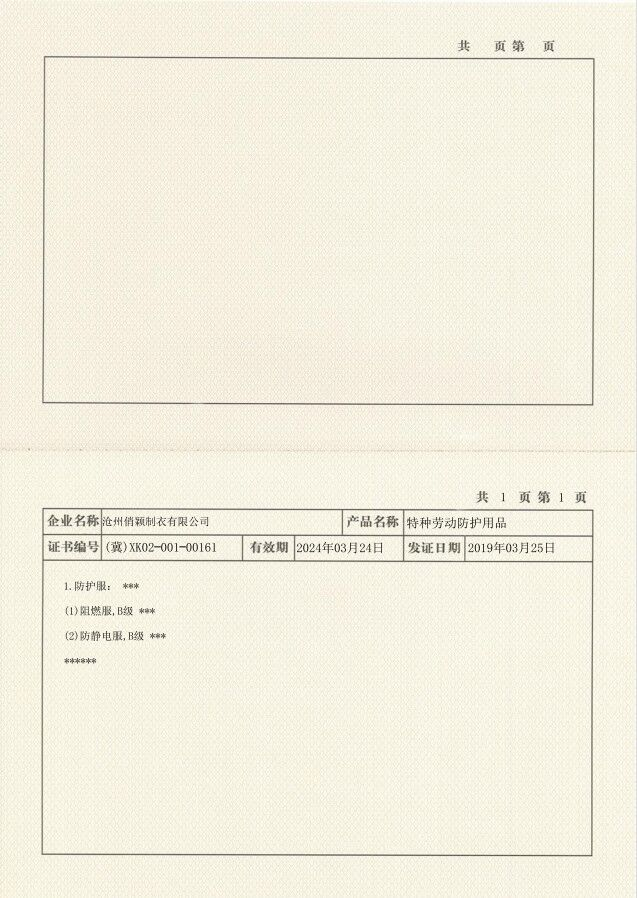 共 页 第 页
共 1 页 第 1 页
企业名称 沧州俏颖制衣有限公司 产品名称 特种劳动防护用品
证书编号 (冀)XK02-001-00161 有效期 2024年03月24日 发证日期 2019年03月25日
1.防护服: ***
(1)阻燃服,B级 ***
(2)防静电服,B级 ***
******